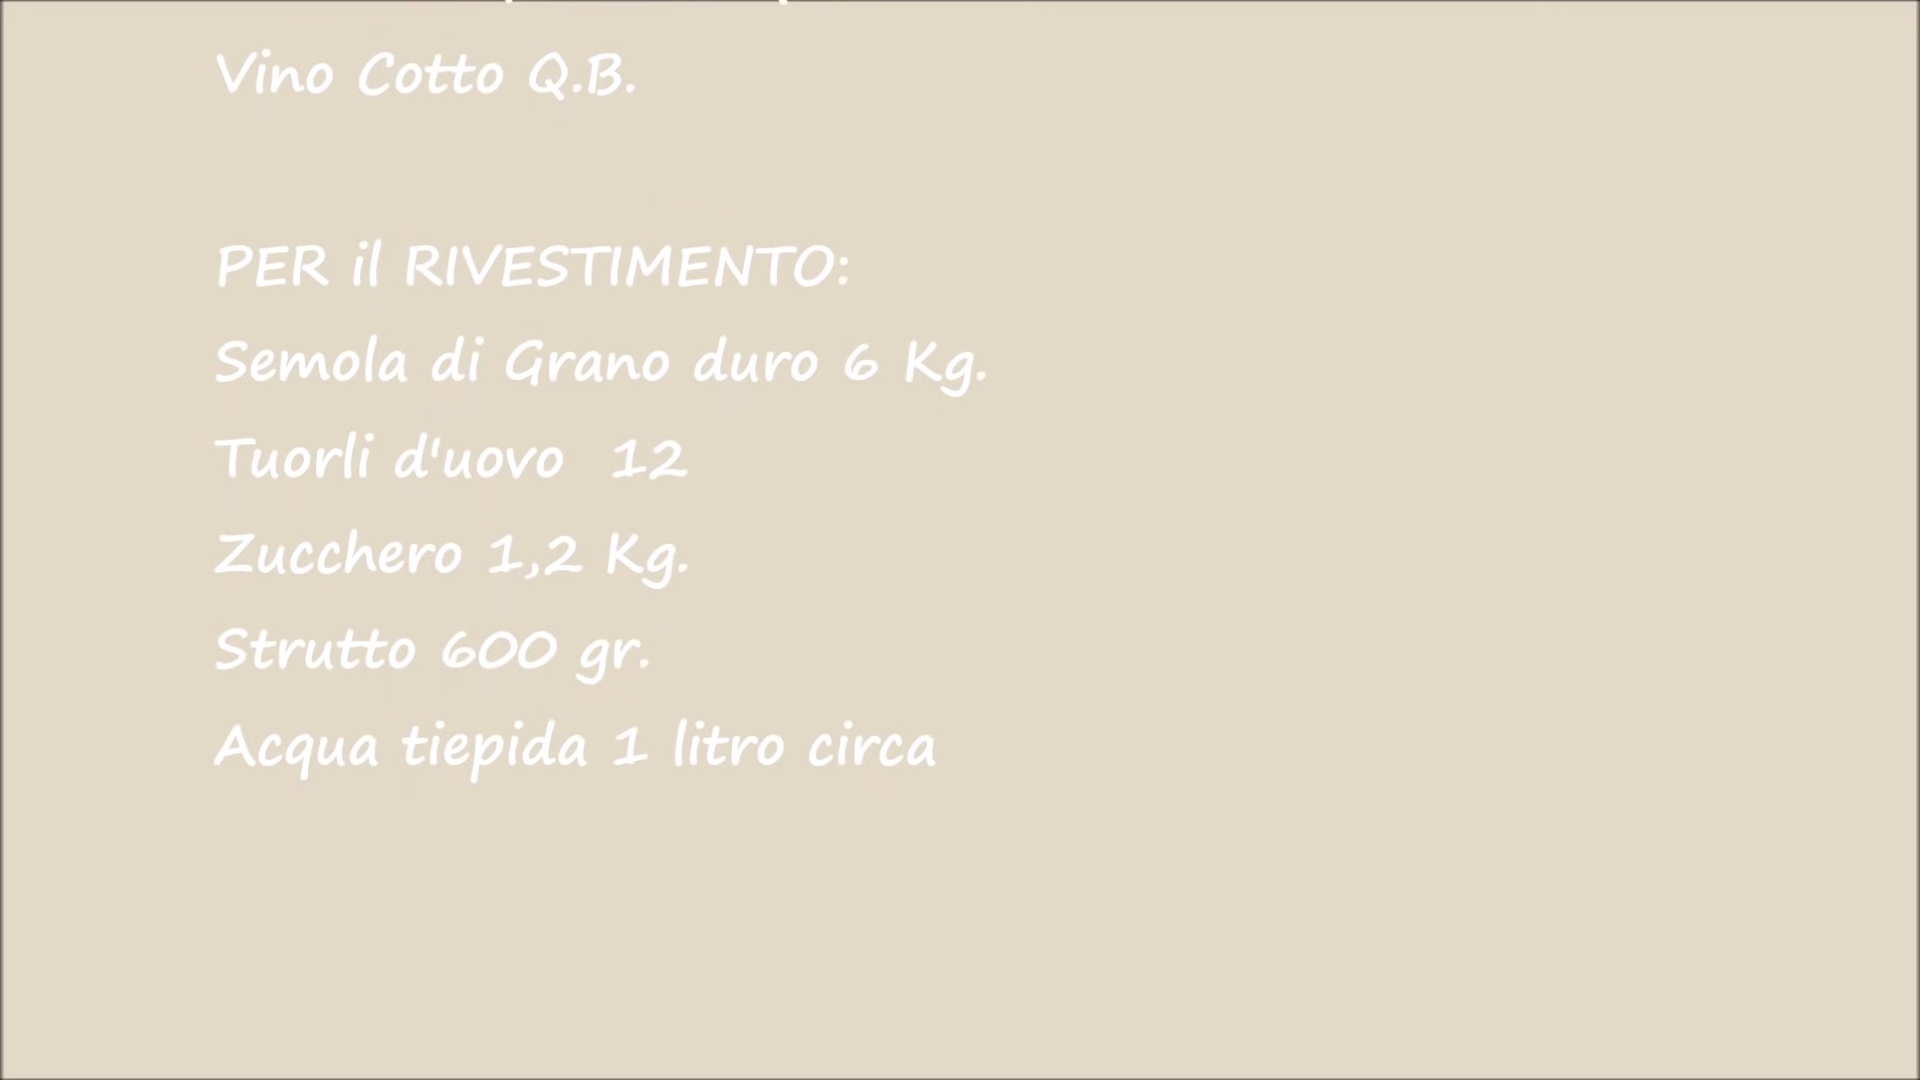 Vino Cotto Q.B.
PER il RIVESTIMENTO:
Semola di Grano duro 6 Kg.
Tuorli d'uovo  12
Zucchero 1,2 Kg.
Strutto 600 gr.
Acqua tiepida 1 litro circa